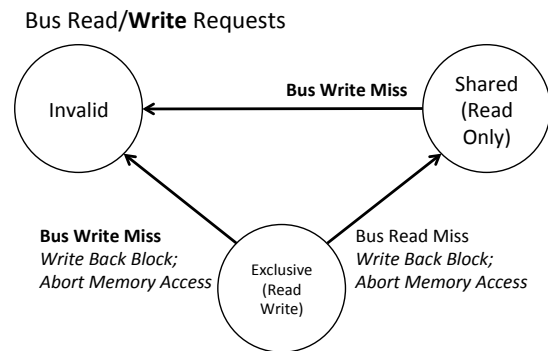 Bus Read/Write Requests
Invalid
Bus Write Miss
Shared
(Read
Only)
Bus Write Miss
Write Back Block;
Abort Memory Access
Exclusive
(Read
Write)
Bus Read Miss
Write Back Block;
Abort Memory Access